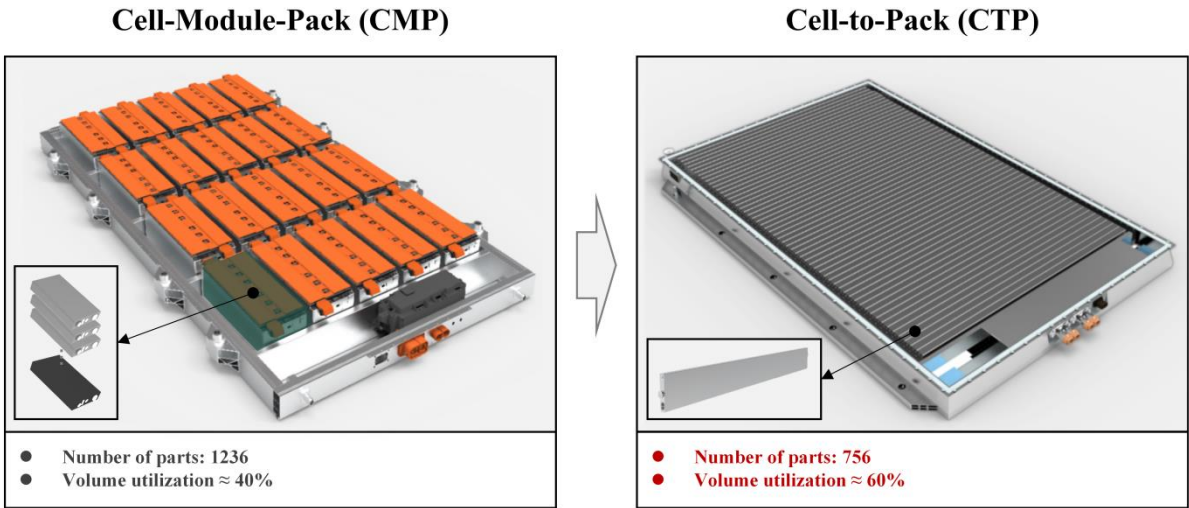 Cell-Module-Pack (CMP)
Cell-to-Pack (CTP)
● Number of parts: 1236
● Volume utilization ≈ 40%
● Number of parts: 756
● Volume utilization ≈ 60%